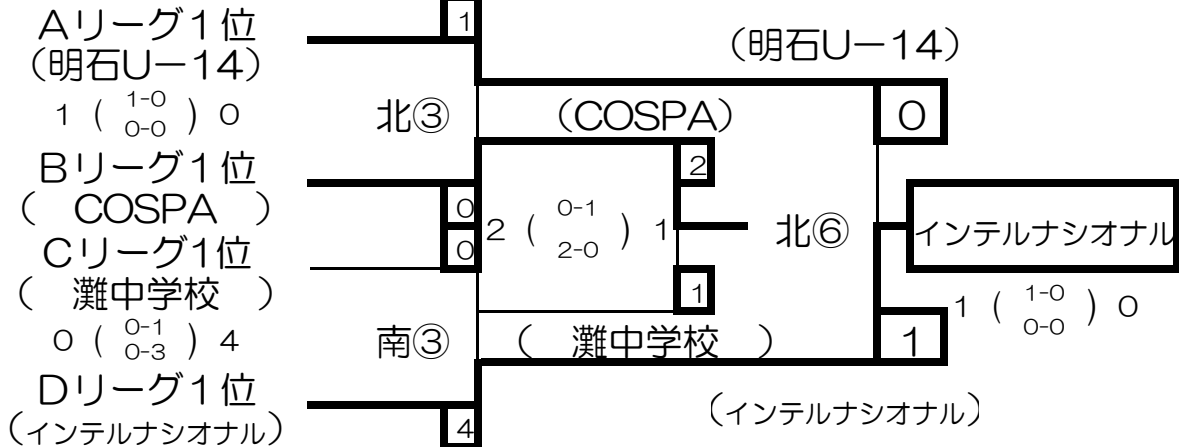 Aリーグ1位
1
(明石U-14)
(明石U-14)
1 ( 1-0 0-0 ) 0
北③
(COSPA)
0
Bリーグ1位
2
( COSPA )
0
2 ( 0-1 2-0 ) 1
北⑥
インテルナシオナル
Cリーグ1位
0
( 灘中学校 )
1
1 ( 1-0 0-0 ) 0
0 ( 0-1 0-3 ) 4
南③
( 灘中学校 )
1
Dリーグ1位
(インテルナシオナル)
(インテルナシオナル)
4